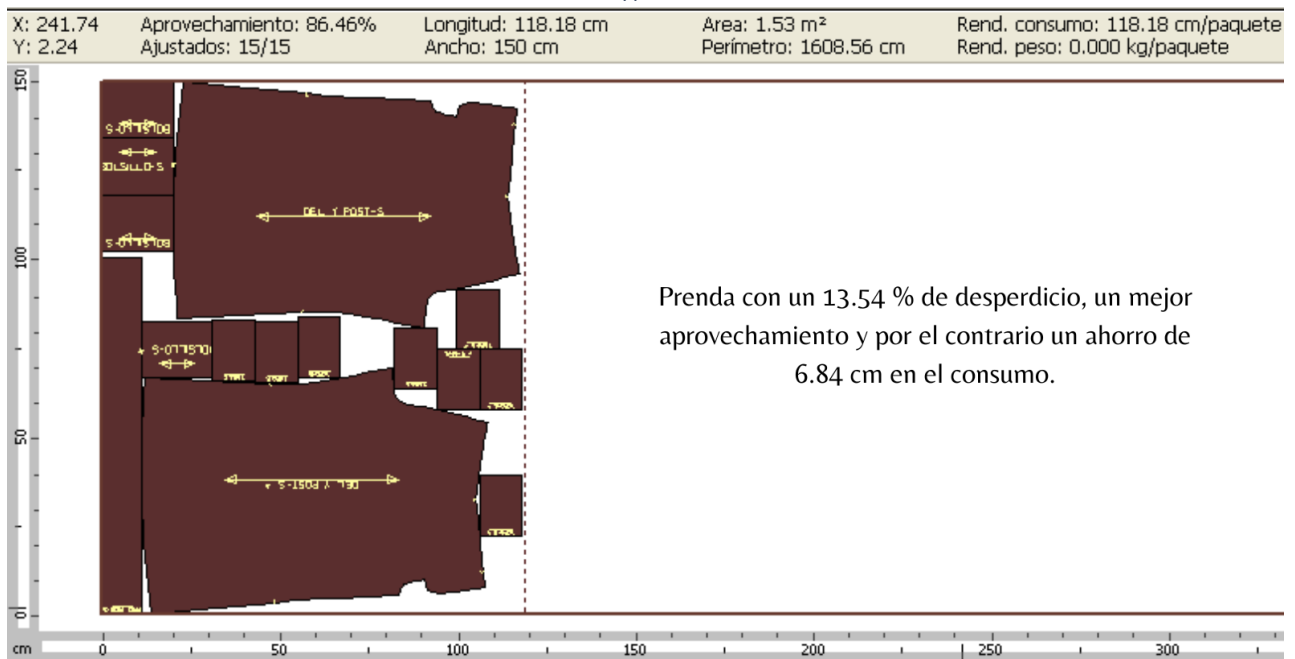 X: 241.74 Aprovechamiento: 86.46% Longitud: 118.18 cm Area: 1.53 m² Rend. consumo: 118.18 cm/paquete
Y: 2.24 Ajustados: 15/15 Ancho: 150 cm Perímetro: 1608.56 cm Rend. peso: 0.000 kg/paquete
150
BOLSILLO-S
BOLSILLO-S
DEL Y POST-S
BOLSILLO-S
100
Prenda con un 13.54 % de desperdicio, un mejor
aprovechamiento y por el contrario un ahorro de
6.84 cm en el consumo.
BOLSILLO-S
50
DEL Y POST-S *
0
cm 0 50 100 150 200 250 300